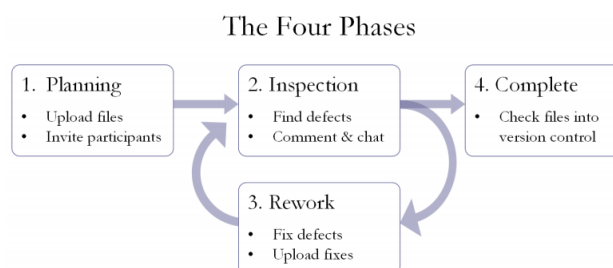 The Four Phases
1. Planning
• Upload files
• Invite participants
2. Inspection
• Find defects
• Comment & chat
4. Complete
• Check files into
version control
3. Rework
• Fix defects
• Upload fixes